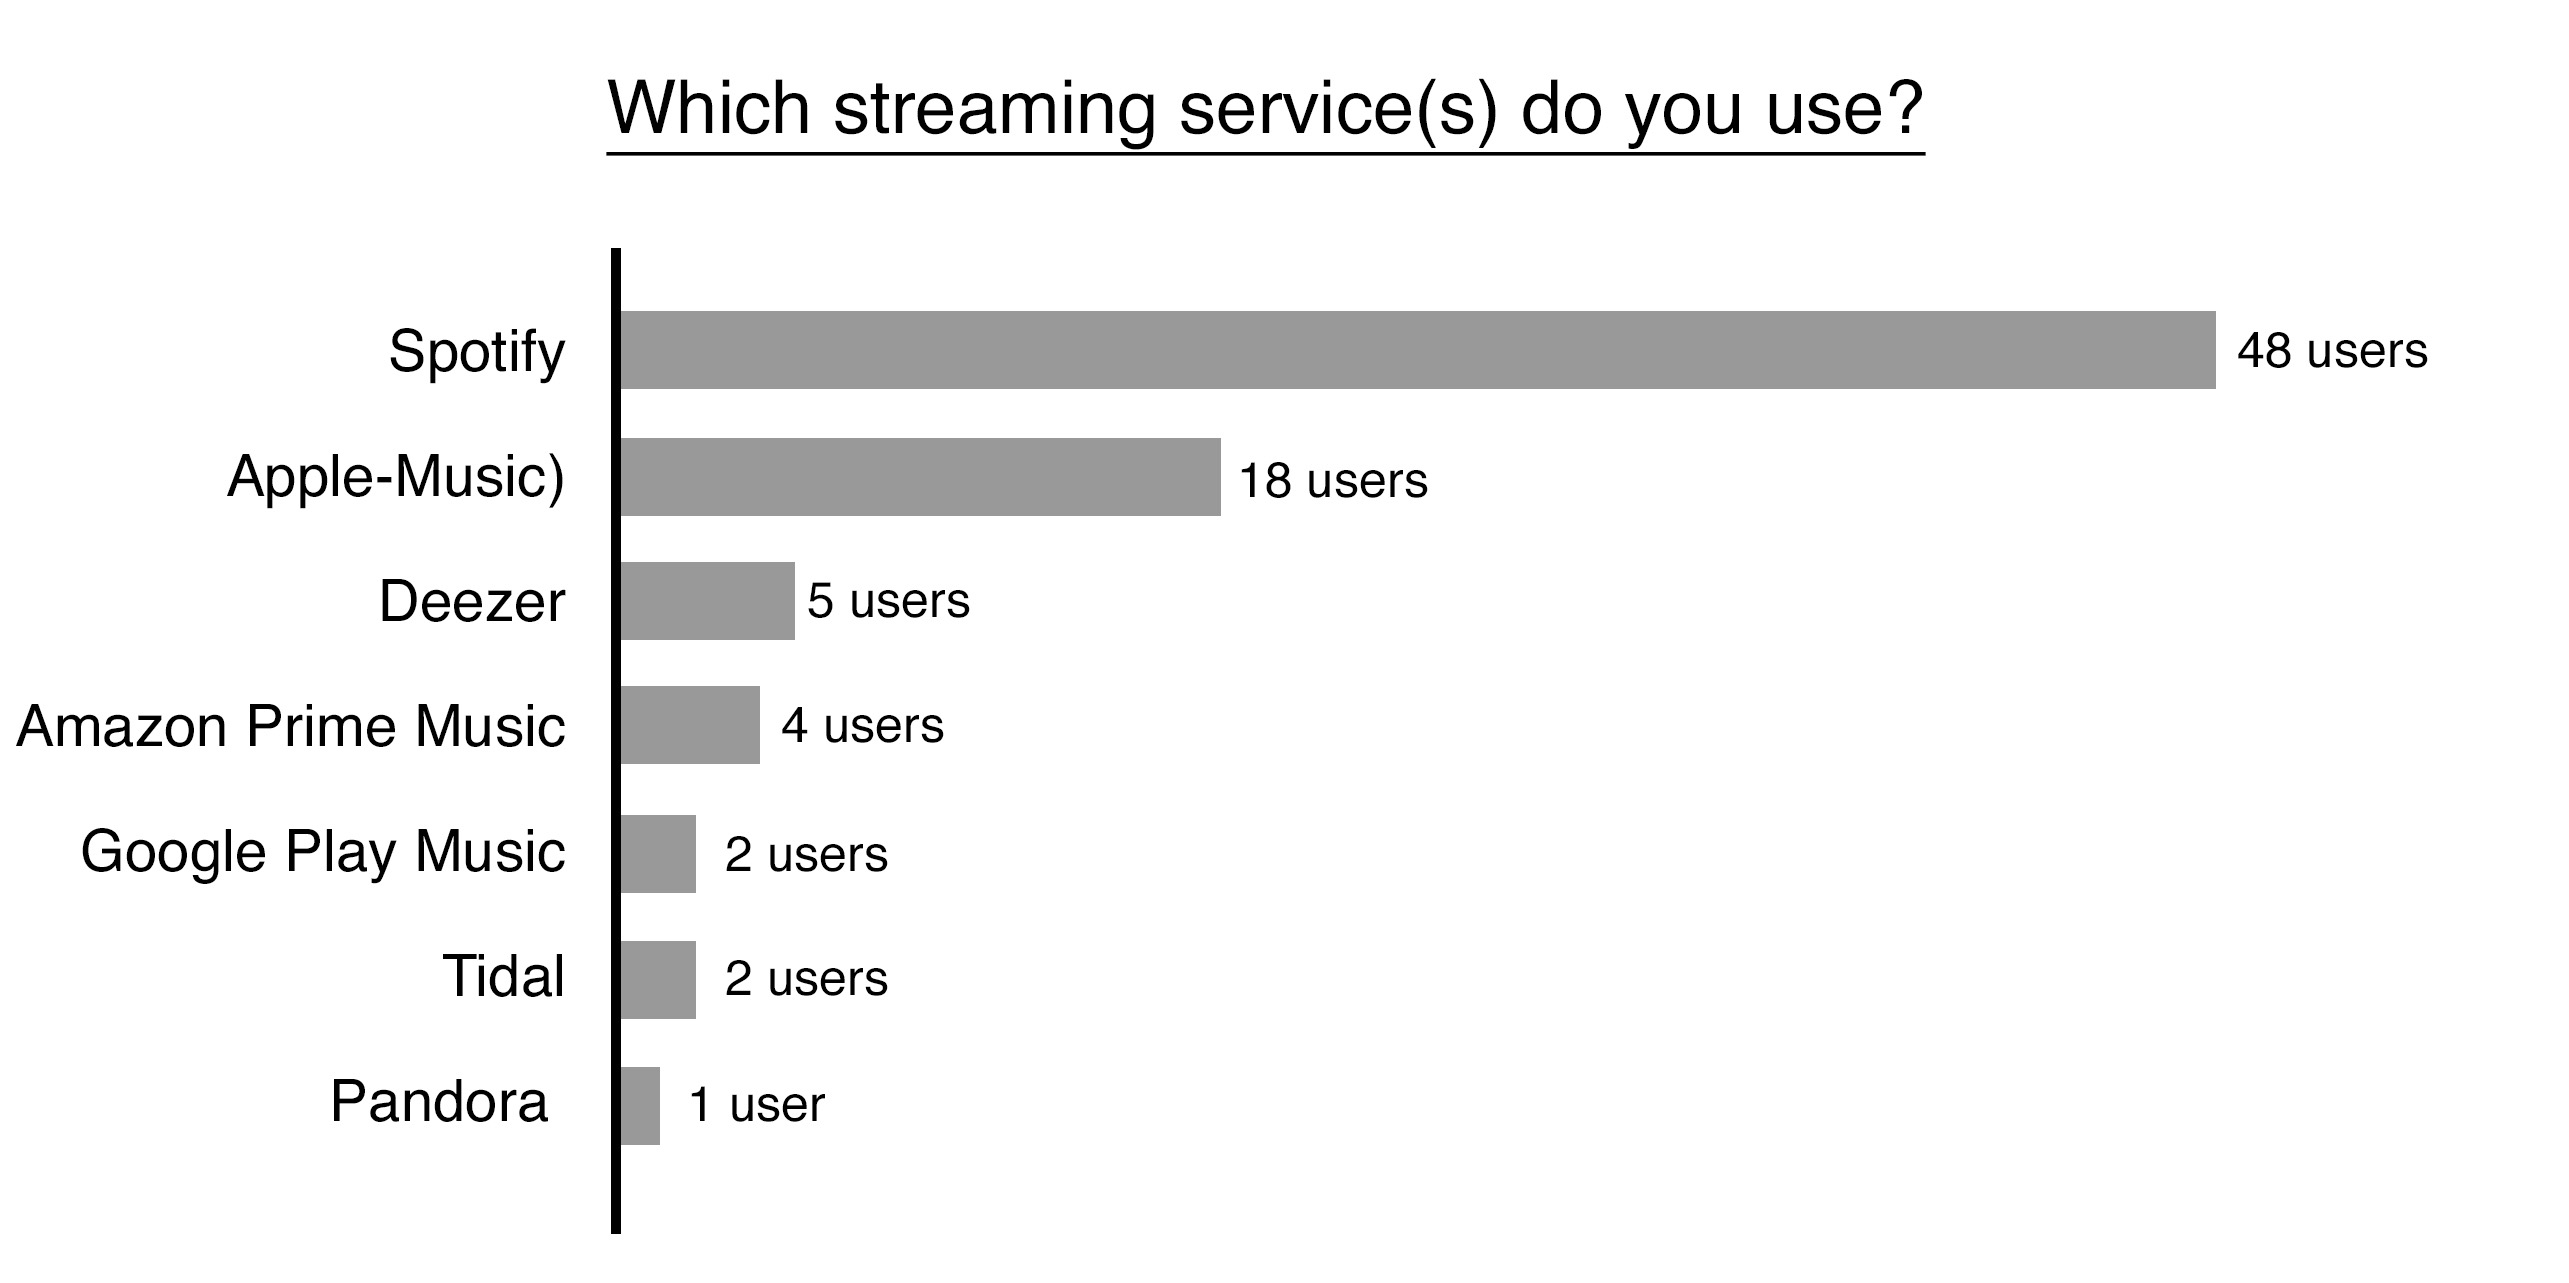 Which streaming service(s) do you use?
Spotify 48 users
Apple-Music) 18 users
Deezer 5 users
Amazon Prime Music 4 users
Google Play Music 2 users
Tidal 2 users
Pandora 1 user